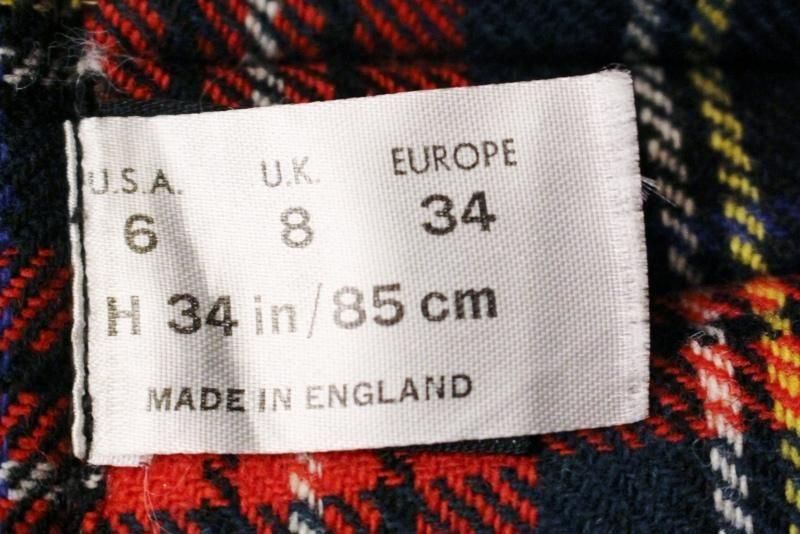 U.S.A. U.K. EUROPE
6 8 34
H 34 in/85 cm
MADE IN ENGLAND